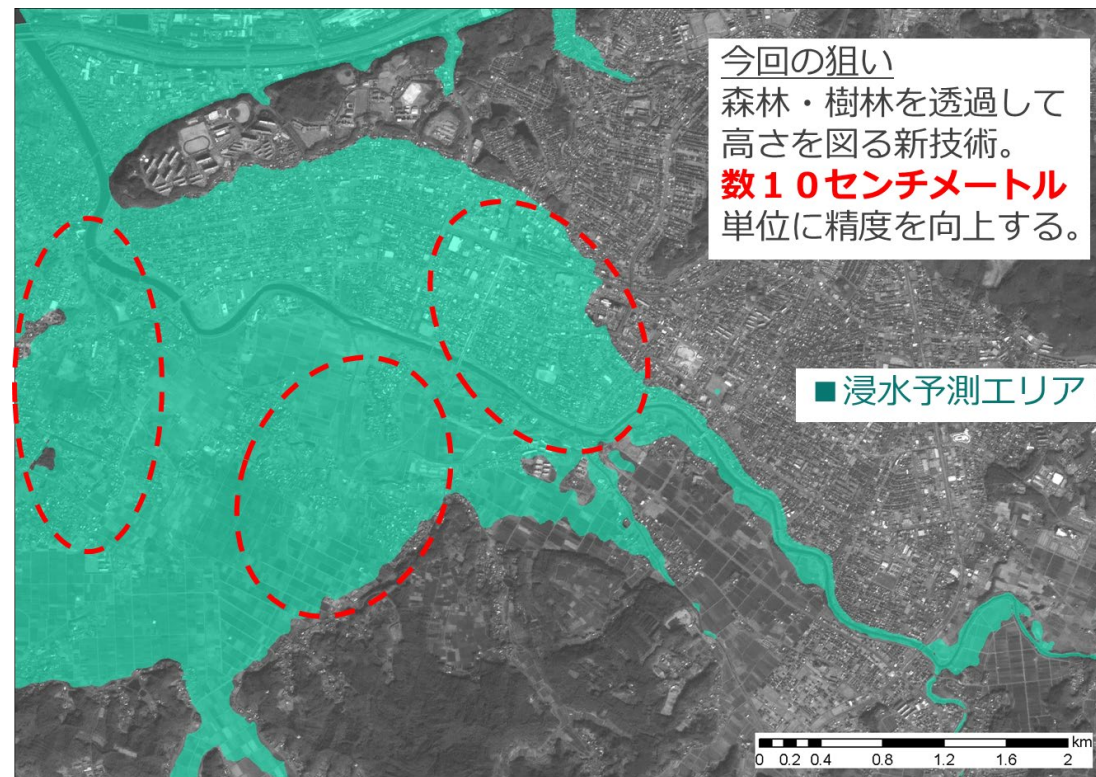 今回の狙い
森林・樹林を透過して
高さを図る新技術。
数１０センチメートル
単位に精度を向上する。
■浸水予測エリア
km
0 0.2 0.4 0.8 1.2 1.6 2